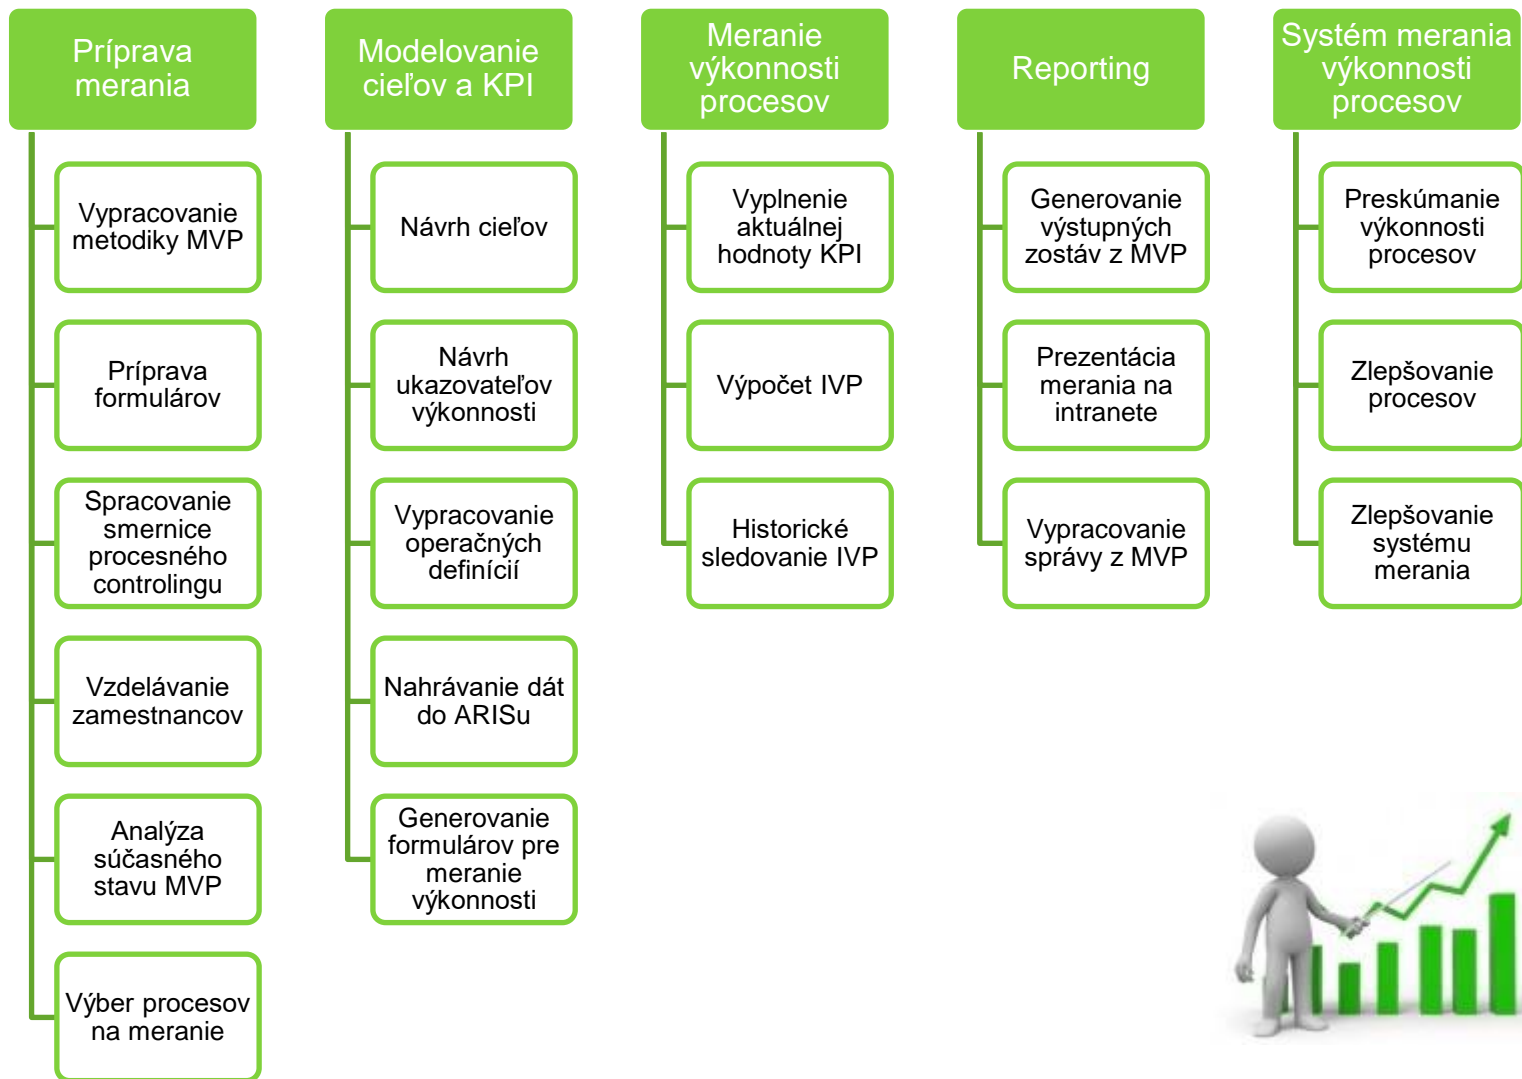 Príprava
merania
Vypracovanie
metodiky MVP
Príprava
formulárov
Spracovanie
smernice
procesného
controlingu
Vzdelávanie
zamestnancov
Analýza
súčasného
stavu MVP
Výber procesov
na meranie
Modelovanie
cieľov a KPI
Návrh cieľov
Návrh
ukazovateľov
výkonnosti
Vypracovanie
operačných
definícií
Nahrávanie dát
do ARISu
Generovanie
formulárov pre
meranie
výkonnosti
Meranie
výkonnosti
procesov
Vyplnenie
aktuálnej
hodnoty KPI
Výpočet IVP
Historické
sledovanie IVP
Reporting
Generovanie
výstupných
zostáv z MVP
Prezentácia
merania na
intranete
Vypracovanie
správy z MVP
Systém merania
výkonnosti
procesov
Preskúmanie
výkonnosti
procesov
Zlepšovanie
procesov
Zlepšovanie
systému
merania